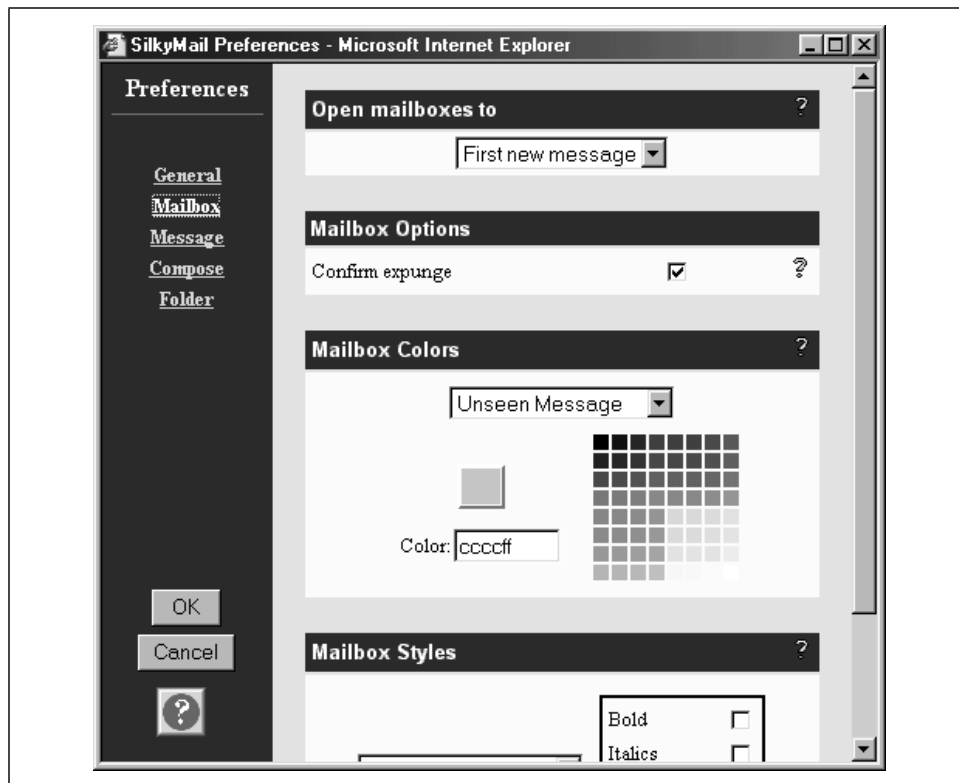 SilkyMail Preferences - Microsoft Internet Explorer
Preferences
General
Mailbox
Message
Compose
Folder
OK
Cancel
?
Open mailboxes to ?
First new message
Mailbox Options
Confirm expunge ?
Mailbox Colors ?
Unseen Message
Color: ccccff
Mailbox Styles ?
Bold
Italics